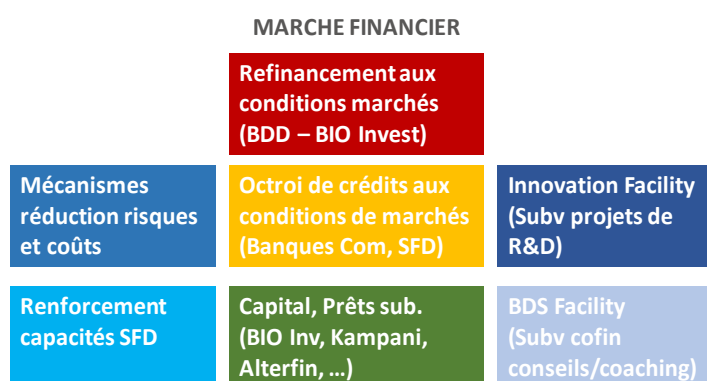 MARCHE FINANCIER
Refinancement aux
conditions marchés
(BDD – BIO Invest)
Mécanismes
réduction risques
et coûts
Octroi de crédits aux
conditions de marchés
(Banques Com, SFD)
Innovation Facility
(Subv projets de
R&D)
Renforcement
capacités SFD
Capital, Prêts sub.
(BIO Inv, Kampani,
Alterfin, …)
BDS Facility
(Subv cofin
conseils/coaching)